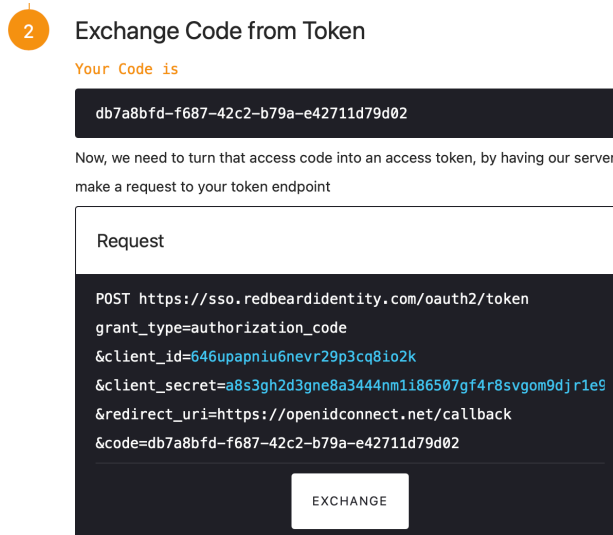 2
Exchange Code from Token
Your Code is
db7a8bfd-f687-42c2-b79a-e42711d79d02
Now, we need to turn that access code into an access token, by having our server
make a request to your token endpoint
Request
POST https://sso.redbeardidentity.com/oauth2/token
grant_type=authorization_code
&client_id=646upapniu6nevr29p3cq8io2k
&client_secret=a8s3gh2d3gne8a3444nm1i86507gf4r8svgom9djr1e9
&redirect_uri=https://openidconnect.net/callback
&code=db7a8bfd-f687-42c2-b79a-e42711d79d02
EXCHANGE